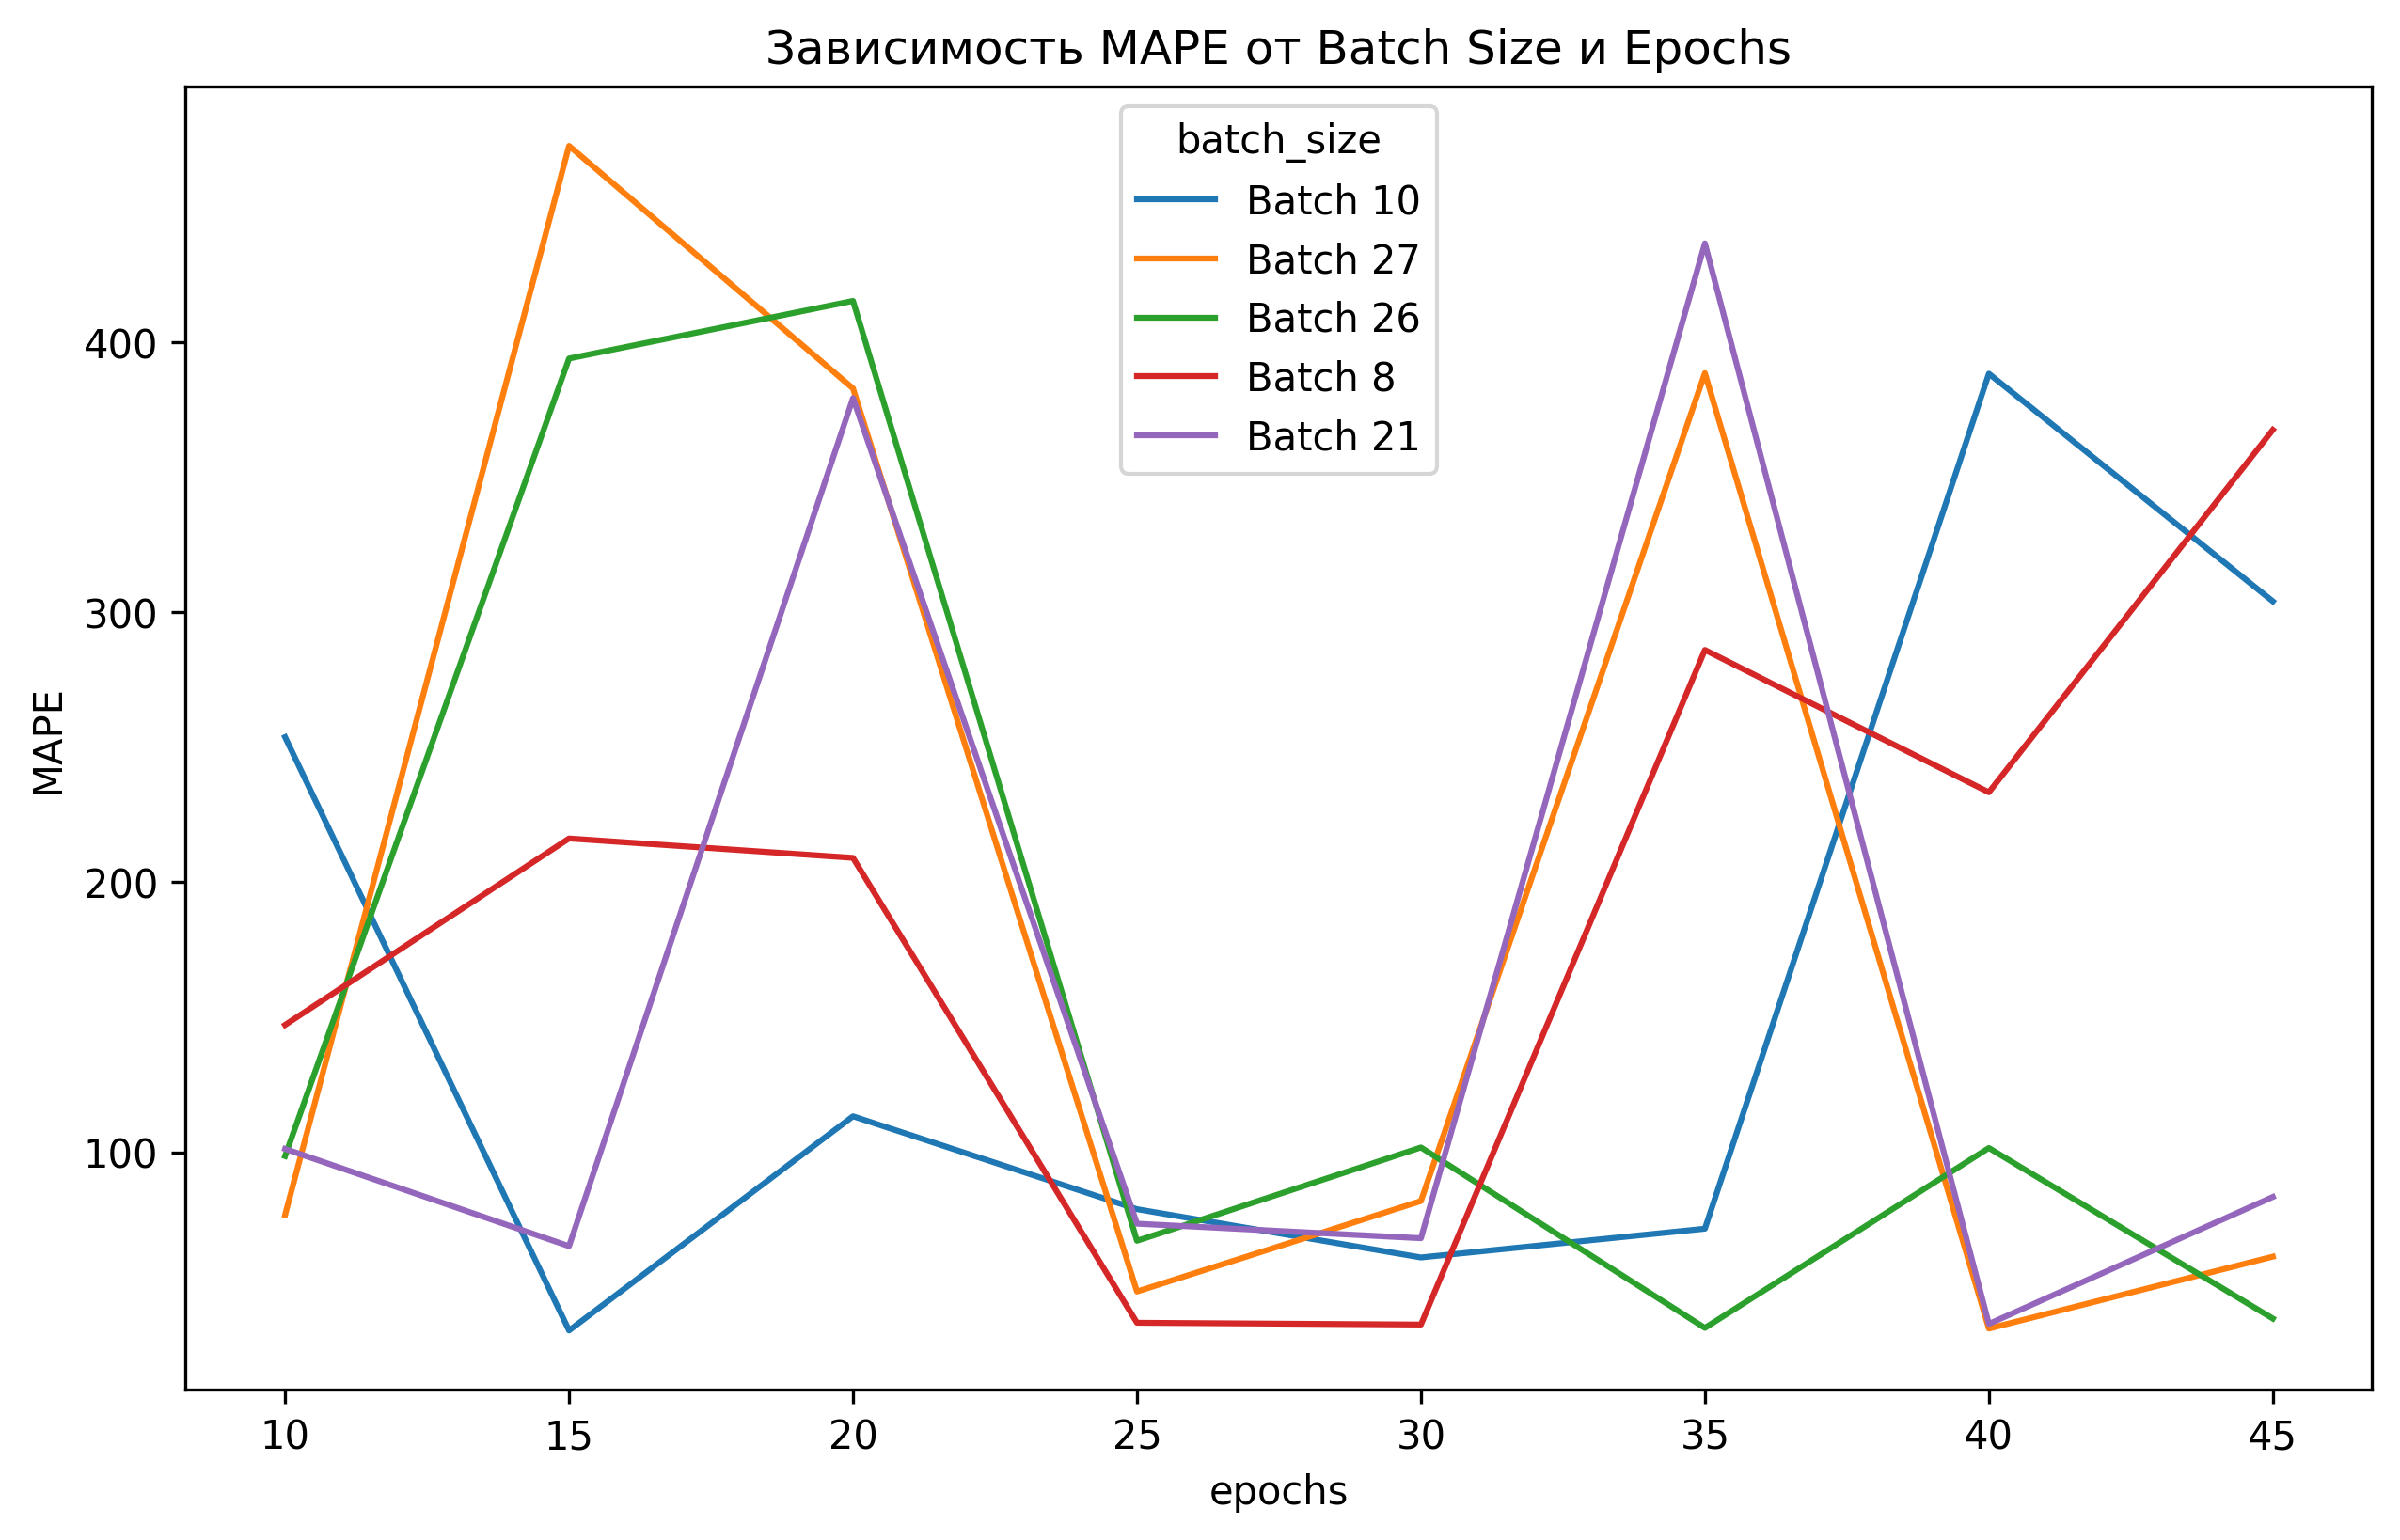 Зависимость MAPE от Batch Size и Epochs
batch_size
Batch 10
Batch 27
Batch 26
Batch 8
Batch 21
400
300
200
100
MAPE
10 15 20 25 30 35 40 45
epochs